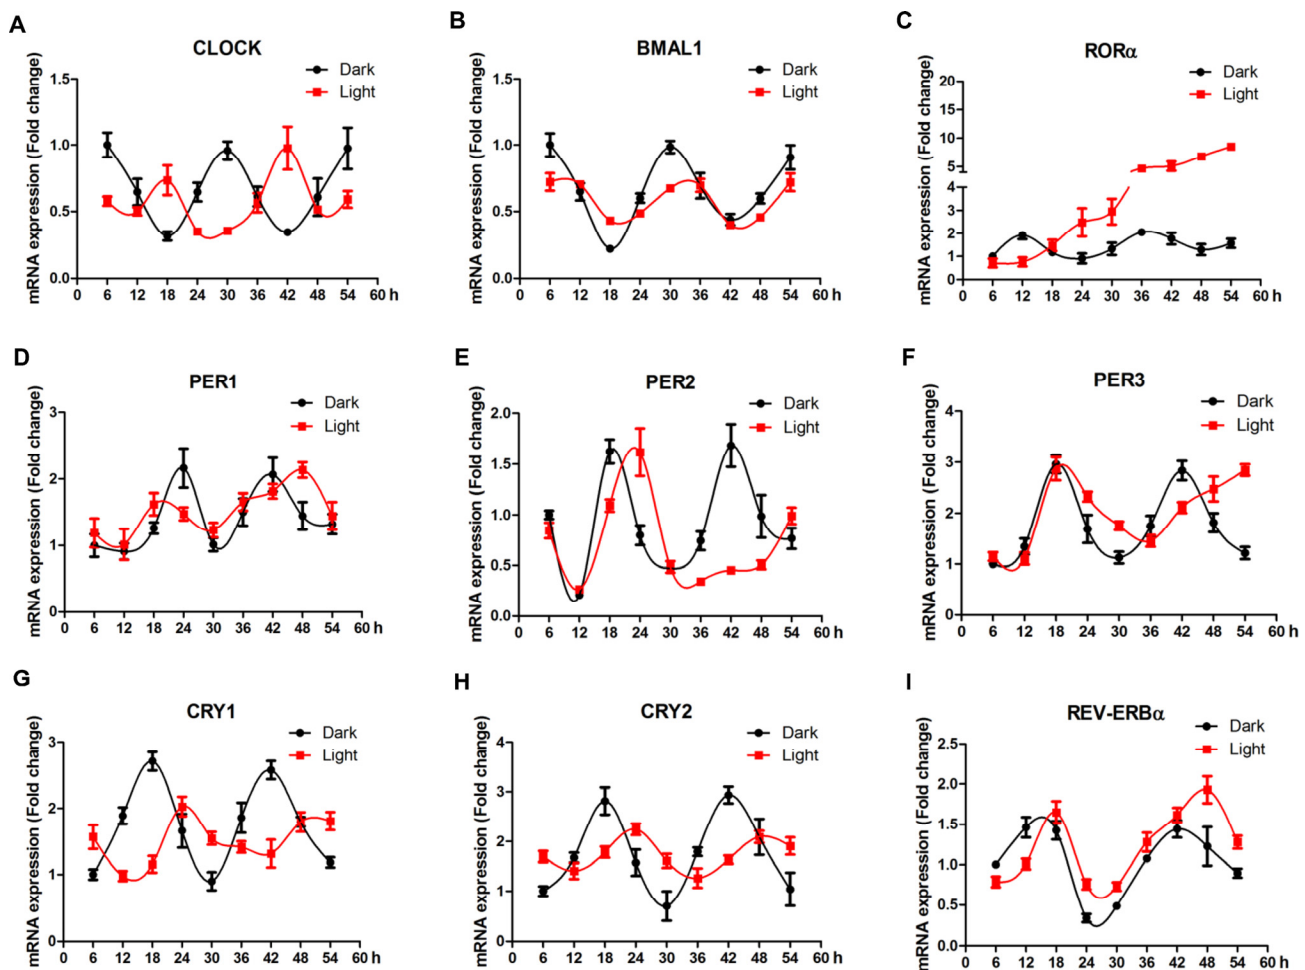 A
CLOCK
Dark
Light
mRNA expression (Fold change)
1.5
1.0
0.5
0.0
0 6 12 18 24 30 36 42 48 54 60 h
B
BMAL1
Dark
Light
mRNA expression (Fold change)
1.5
1.0
0.5
0.0
0 6 12 18 24 30 36 42 48 54 60 h
C
RORα
Dark
Light
mRNA expression (Fold change)
20
15
10
5
4
3
2
1
0
0 6 12 18 24 30 36 42 48 54 60 h
D
PER1
Dark
Light
mRNA expression (Fold change)
3
2
1
0
0 6 12 18 24 30 36 42 48 54 60 h
E
PER2
Dark
Light
mRNA expression (Fold change)
2.0
1.5
1.0
0.5
0.0
0 6 12 18 24 30 36 42 48 54 60 h
F
PER3
Dark
Light
mRNA expression (Fold change)
4
3
2
1
0
0 6 12 18 24 30 36 42 48 54 60 h
G
CRY1
Dark
Light
mRNA expression (Fold change)
3
2
1
0
0 6 12 18 24 30 36 42 48 54 60 h
H
CRY2
Dark
Light
mRNA expression (Fold change)
4
3
2
1
0
0 6 12 18 24 30 36 42 48 54 60 h
I
REV-ERBα
Dark
Light
mRNA expression (Fold change)
2.5
2.0
1.5
1.0
0.5
0.0
0 6 12 18 24 30 36 42 48 54 60 h